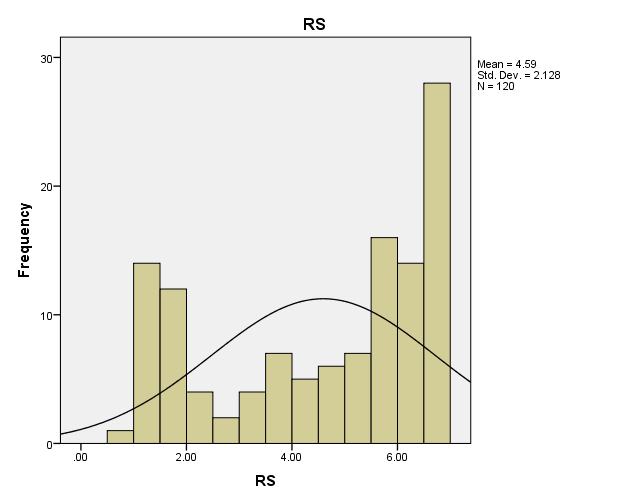 RS
Mean = 4.59
Std. Dev. = 2.128
N = 120
30
20
10
0
Frequency
.00 2.00 4.00 6.00
RS